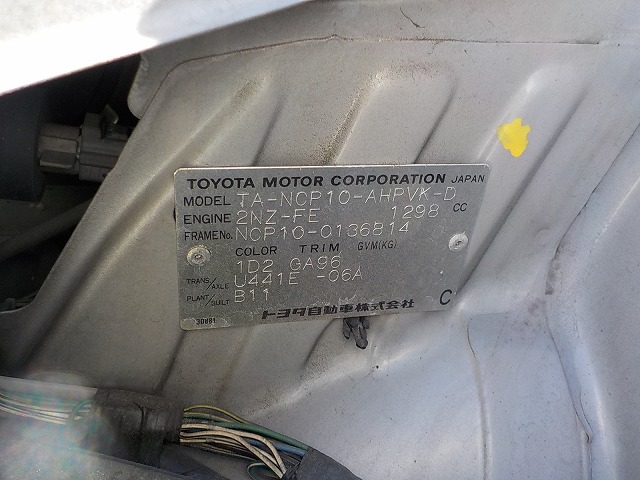 TOYOTA MOTOR CORPORATION JAPAN
MODEL TA-NCP10-AHPVK-D
ENGINE 2NZ-FE 1298 CC
FRAME No. NCP10-0136814
COLOR TRIM GVM(KG)
1D2 GA96
TRANS/AXLE U441E -06A
PLANT/BUILT B11
トヨタ自動車株式会社 C
30881